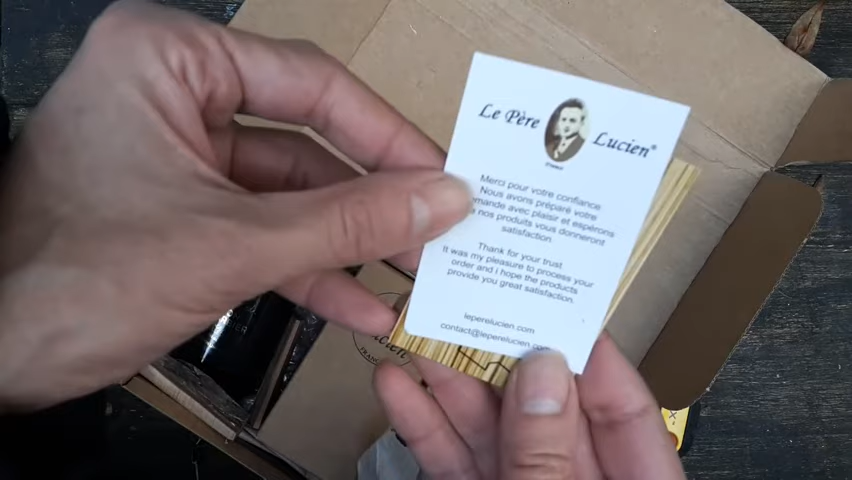 Le Père Lucien®
Merci pour votre confiance
Nous avons préparé votre
mande avec plaisir et espérons
e nos produits vous donneront
satisfaction.
Thank for your trust
It was my pleasure to process your
order and i hope the products
provide you great satisfaction.
leperelucien.com
contact@leperelucien.com
ucien
FRANC